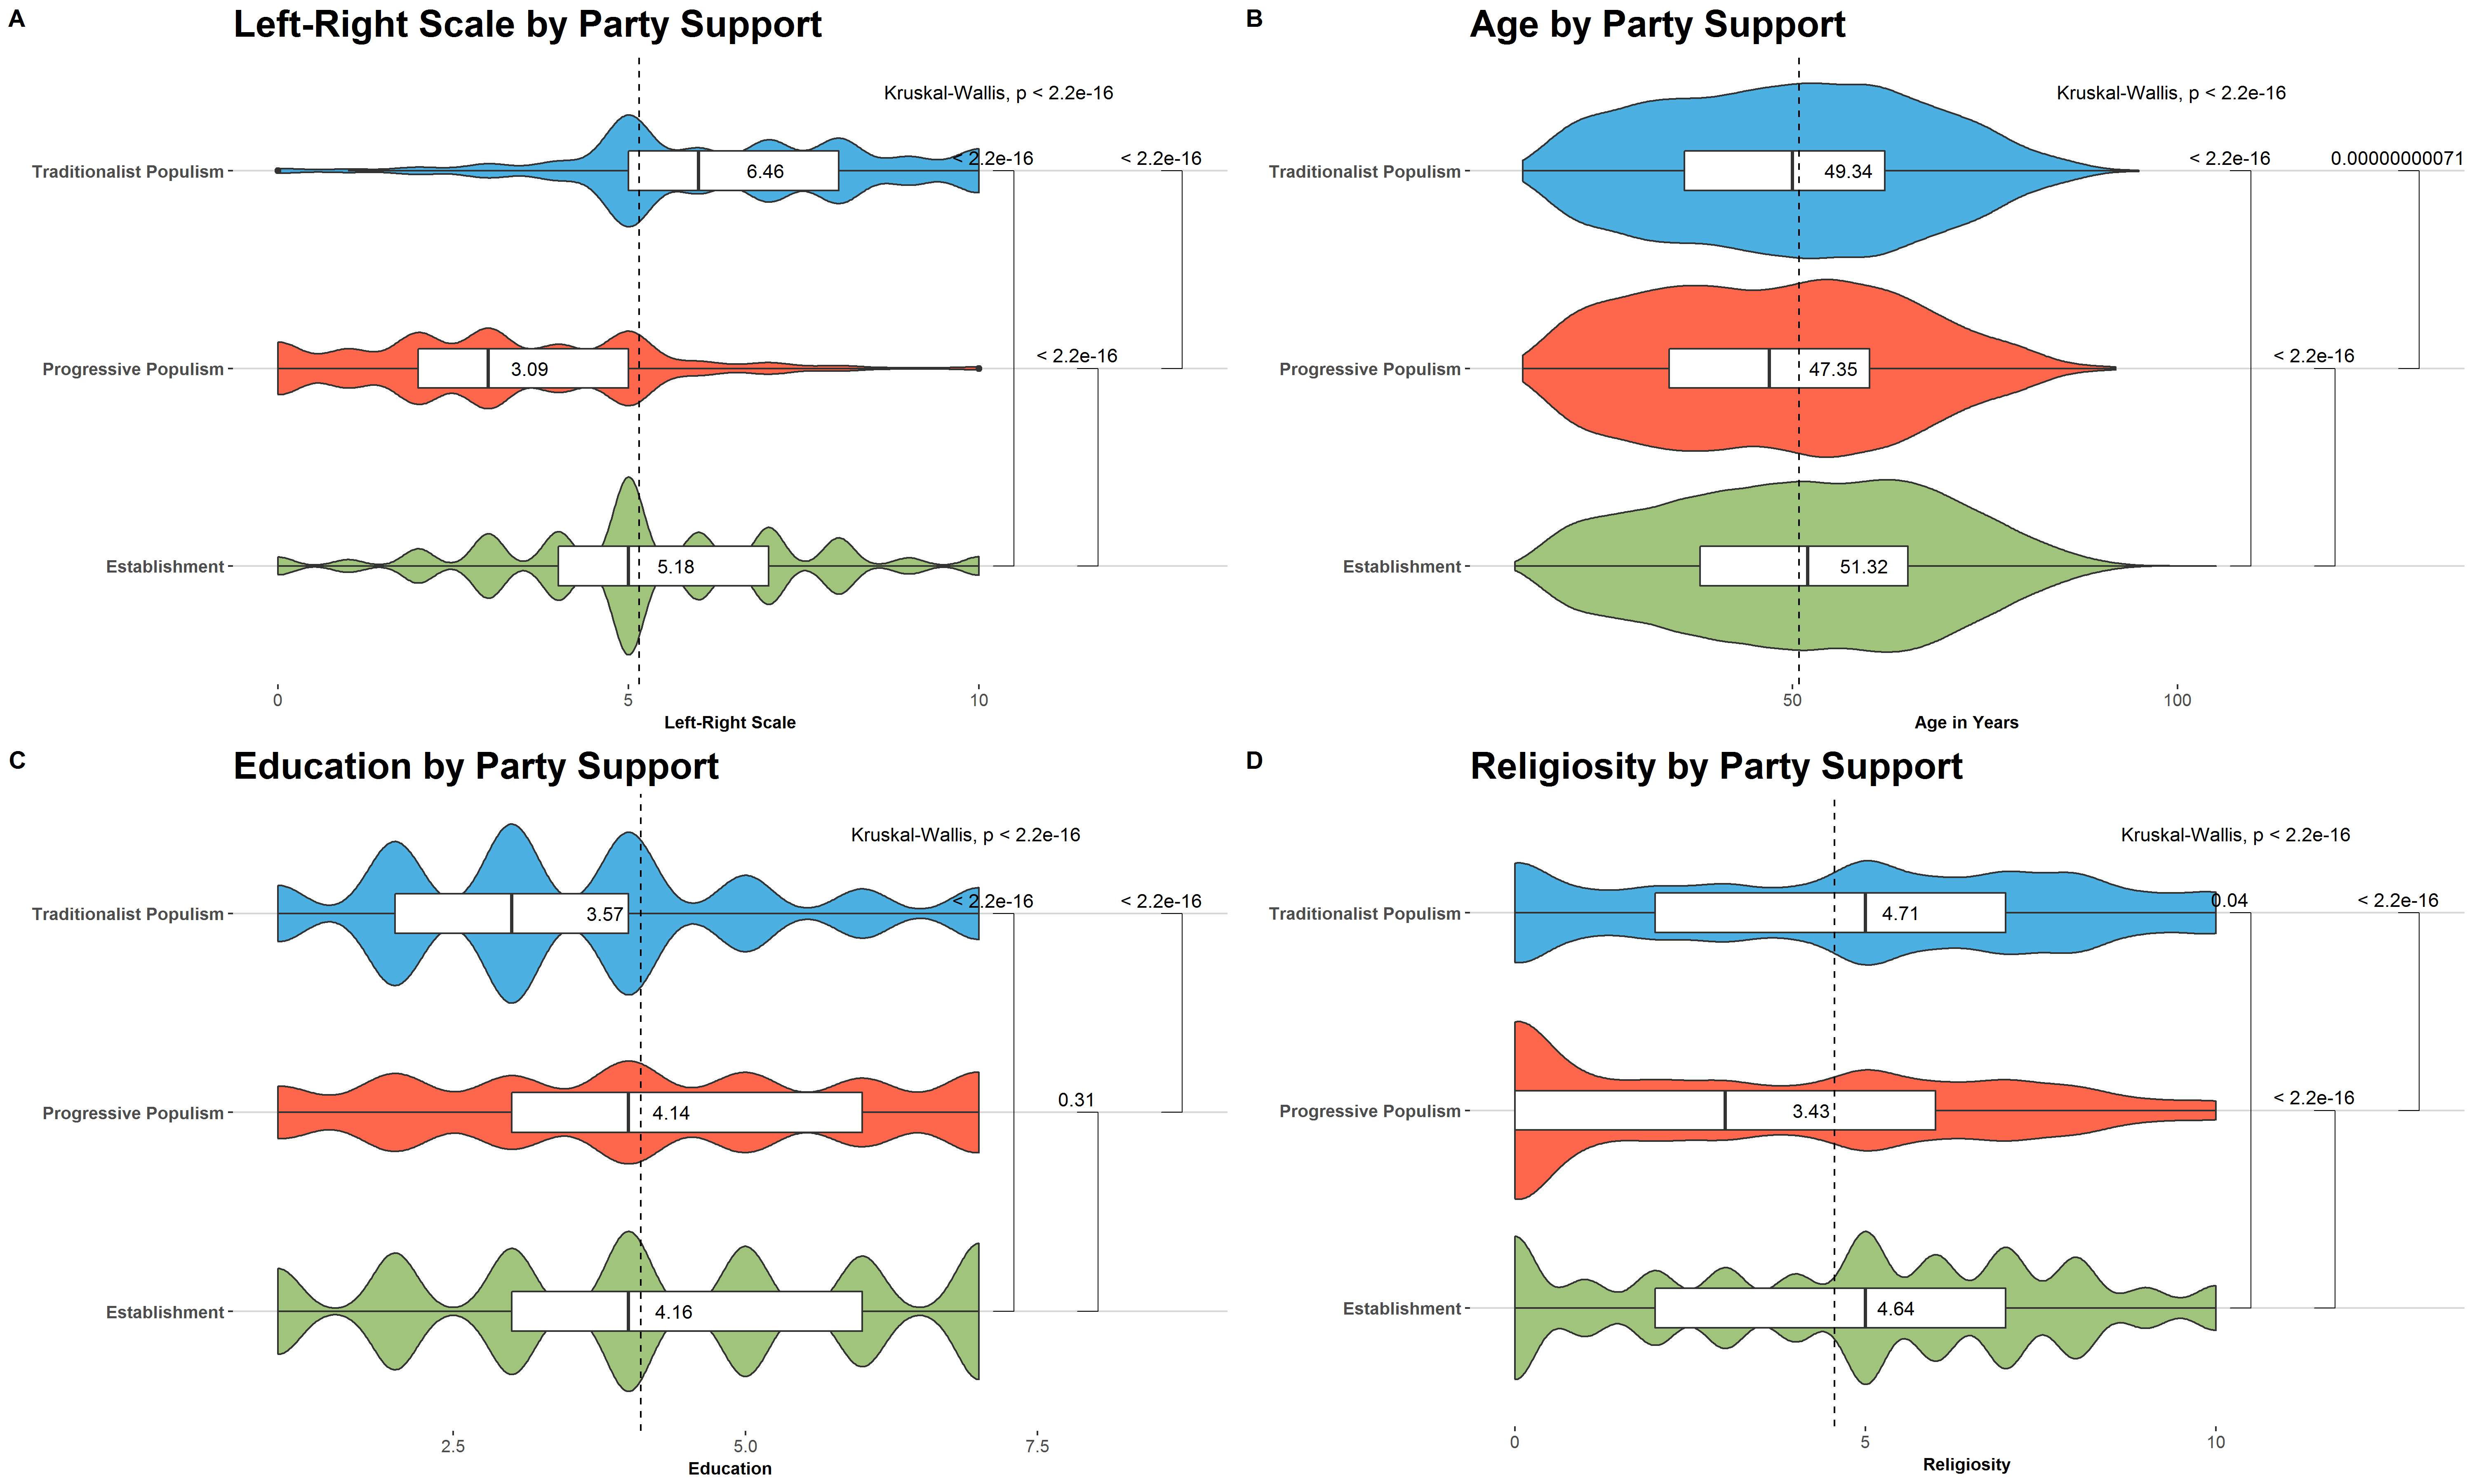 A
Left-Right Scale by Party Support
Kruskal-Wallis, p < 2.2e-16
< 2.2e-16
< 2.2e-16
Traditionalist Populism
6.46
< 2.2e-16
Progressive Populism
3.09
Establishment
5.18
0
5
10
Left-Right Scale
B
Age by Party Support
Kruskal-Wallis, p < 2.2e-16
< 2.2e-16
0.00000000071
Traditionalist Populism
49.34
< 2.2e-16
Progressive Populism
47.35
Establishment
51.32
50
100
Age in Years
C
Education by Party Support
Kruskal-Wallis, p < 2.2e-16
< 2.2e-16
< 2.2e-16
Traditionalist Populism
3.57
0.31
Progressive Populism
4.14
Establishment
4.16
2.5
5.0
7.5
Education
D
Religiosity by Party Support
Kruskal-Wallis, p < 2.2e-16
0.04
< 2.2e-16
Traditionalist Populism
4.71
< 2.2e-16
Progressive Populism
3.43
Establishment
4.64
0
5
10
Religiosity